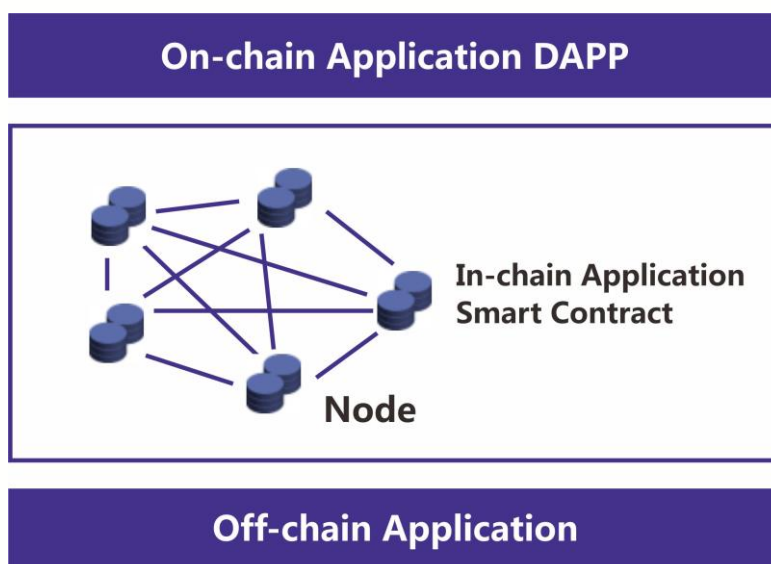 On-chain Application DAPP
In-chain Application
Smart Contract
Node
Off-chain Application